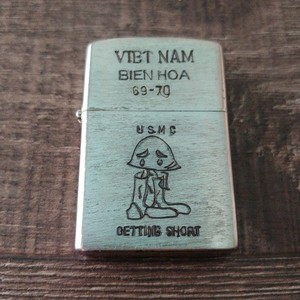 VIET NAM
BIEN HOA
69-70
USMC
GETTING SHORT